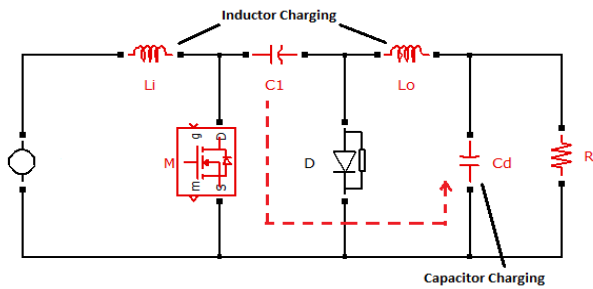 Inductor Charging
Li
C1
Lo
g
D
M
m
s
D
Cd
R
Capacitor Charging